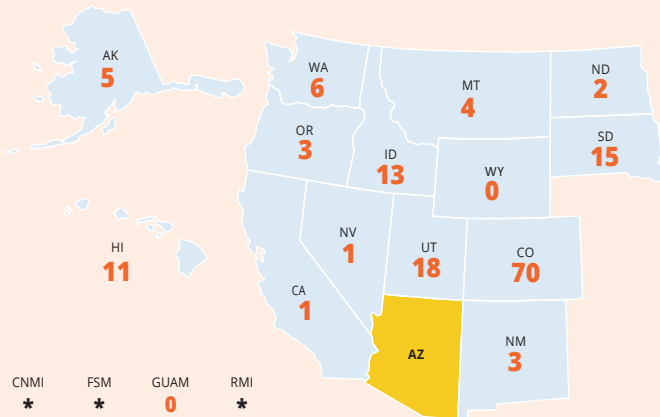 AK
5
WA
6
MT
4
ND
2
OR
3
ID
13
SD
15
WY
0
HI
11
NV
1
UT
18
CO
70
CA
1
AZ
NM
3
CNMI FSM GUAM RMI
* * 0 *